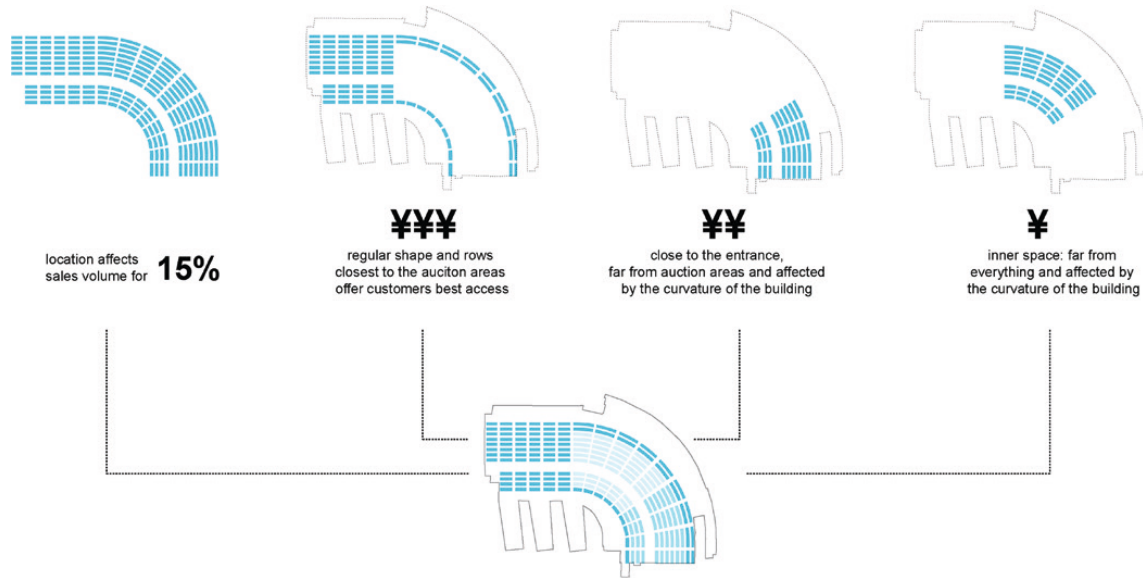 location affects
sales volume for 15%
¥¥¥
regular shape and rows
closest to the auciton areas
offer customers best access
¥¥
close to the entrance,
far from auction areas and affected
by the curvature of the building
¥
inner space: far from
everything and affected by
the curvature of the building